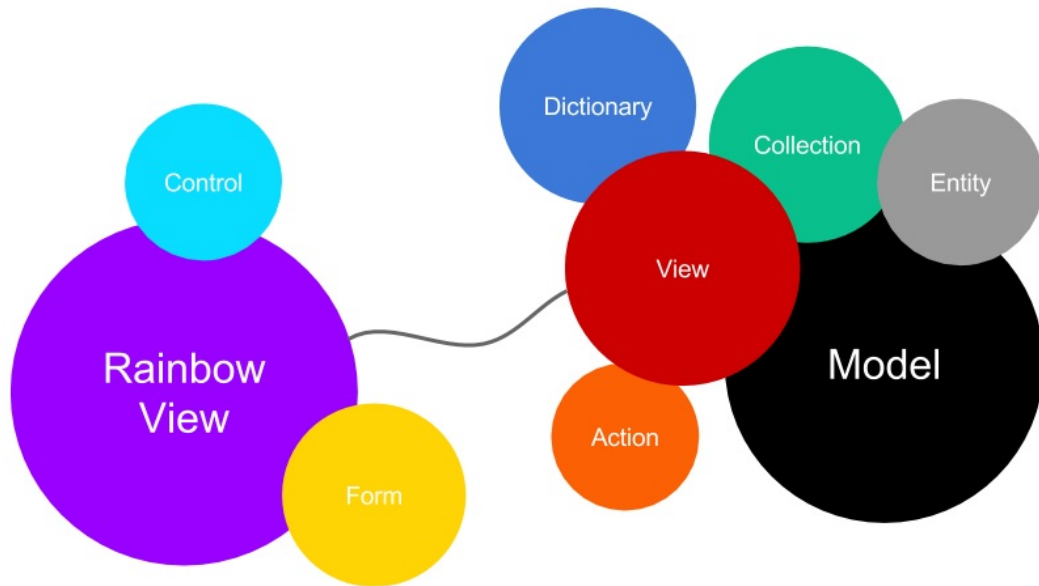 Dictionary
Collection
Control
Entity
View
Rainbow
View
Model
Action
Form